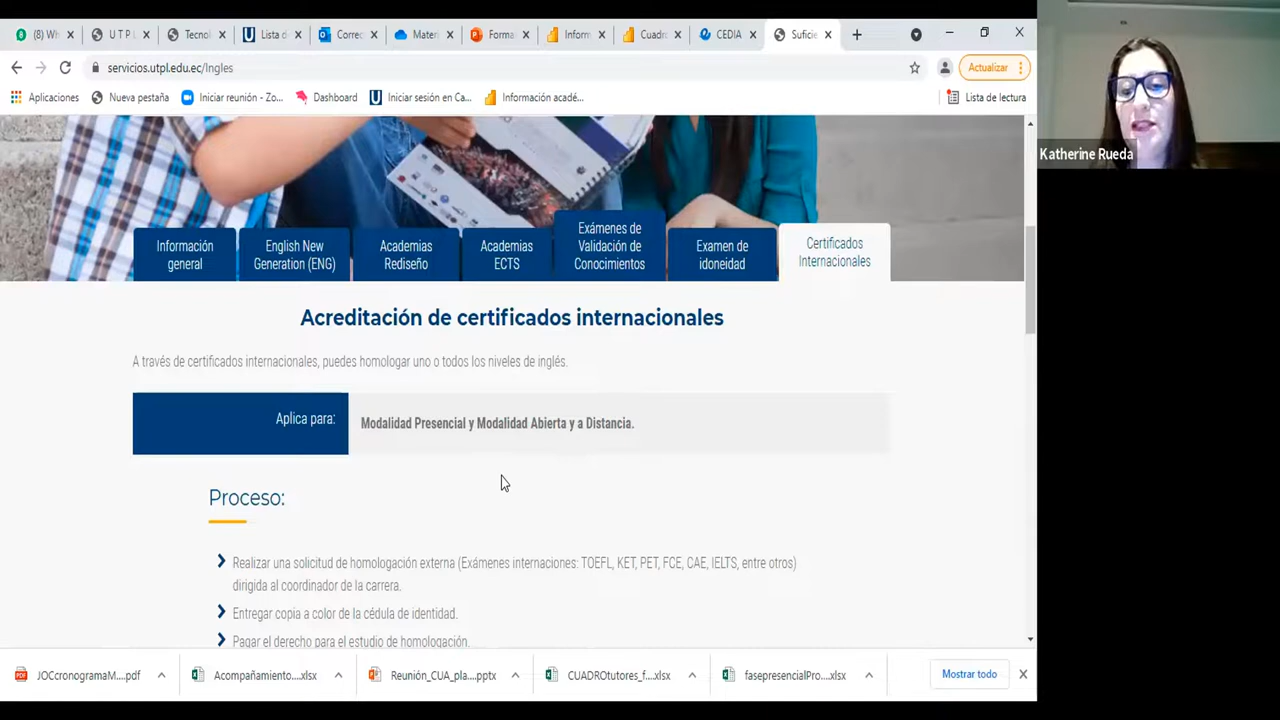 (8) Wh
U T P L
Tecnol
Lista d
Correo
Mater
Forma
Inform
Cuadro
CEDIA
Suficie
servicios.utpl.edu.ec/Ingles
Actualizar
Aplicaciones
Nueva pestaña
Iniciar reunión - Zo...
Dashboard
Iniciar sesión en Ca...
Información acadé...
Lista de lectura
Katherine Rueda
Información
general
English New
Generation (ENG)
Academias
Rediseño
Academias
ECTS
Exámenes de
Validación de
Conocimientos
Examen de
idoneidad
Certificados
Internacionales
Acreditación de certificados internacionales
A través de certificados internacionales, puedes homologar uno o todos los niveles de inglés.
Aplica para:
Modalidad Presencial y Modalidad Abierta y a Distancia.
Proceso:
Realizar una solicitud de homologación externa (Exámenes internaciones: TOEFL, KET, PET, FCE, CAE, IELTS, entre otros)
dirigida al coordinador de la carrera.
Entregar copia a color de la cédula de identidad.
Pagar el derecho para el estudio de homologación.
JOCcronogramaM....pdf
Acompañamiento....xlsx
Reunión_CUA_pla....pptx
CUADROtutores_f....xlsx
fasepresencialPro....xlsx
Mostrar todo